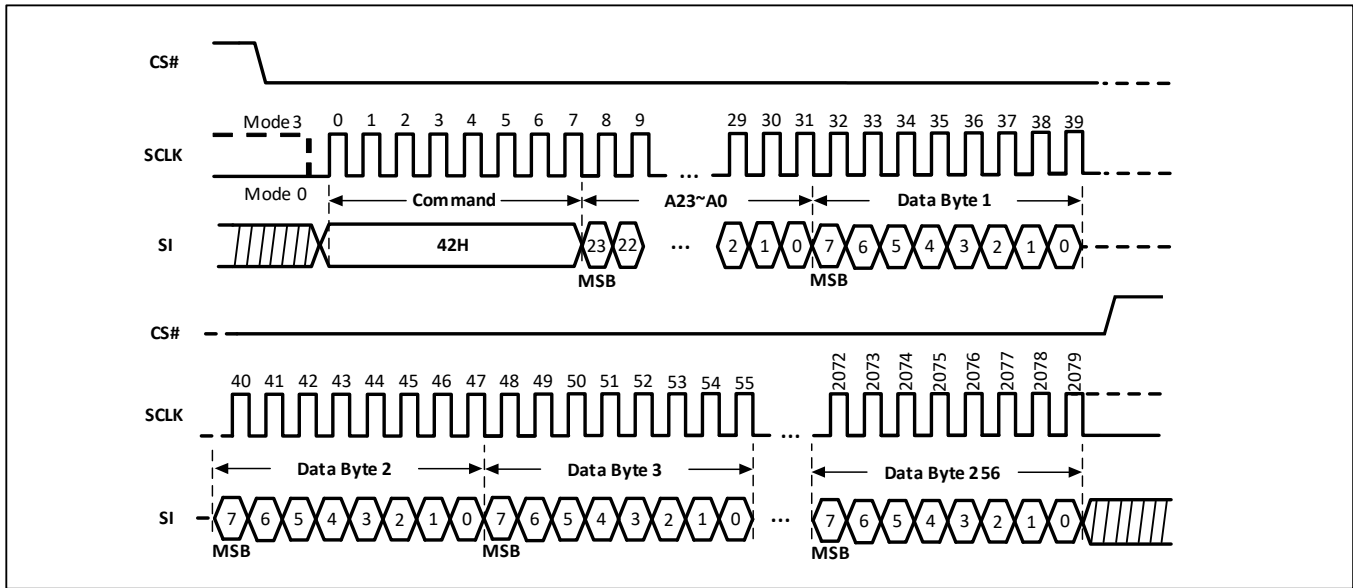 CS#
Mode 3 0 1 2 3 4 5 6 7 8 9 29 30 31 32 33 34 35 36 37 38 39
SCLK
...
Mode 0 Command A23~A0 Data Byte 1
SI 42H 23 22 ... 2 1 0 7 6 5 4 3 2 1 0
MSB MSB
CS#
40 41 42 43 44 45 46 47 48 49 50 51 52 53 54 55 2072 2073 2074 2075 2076 2077 2078 2079
SCLK
...
Data Byte 2 Data Byte 3 Data Byte 256
SI 7 6 5 4 3 2 1 0 7 6 5 4 3 2 1 0 ... 7 6 5 4 3 2 1 0
MSB MSB MSB